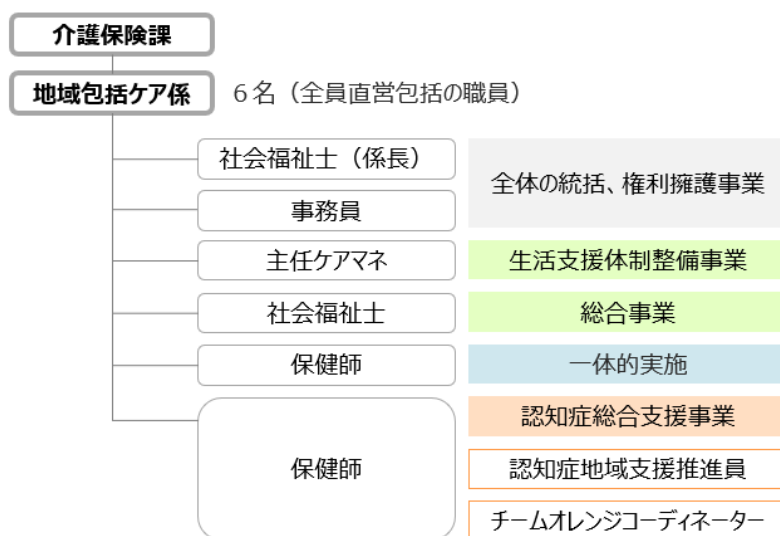 介護保険課
地域包括ケア係
６名（全員直営包括の職員）
社会福祉士（係長）
事務員
全体の統括、権利擁護事業
主任ケアマネ
生活支援体制整備事業
社会福祉士
総合事業
保健師
一体的実施
保健師
認知症総合支援事業
認知症地域支援推進員
チームオレンジコーディネーター